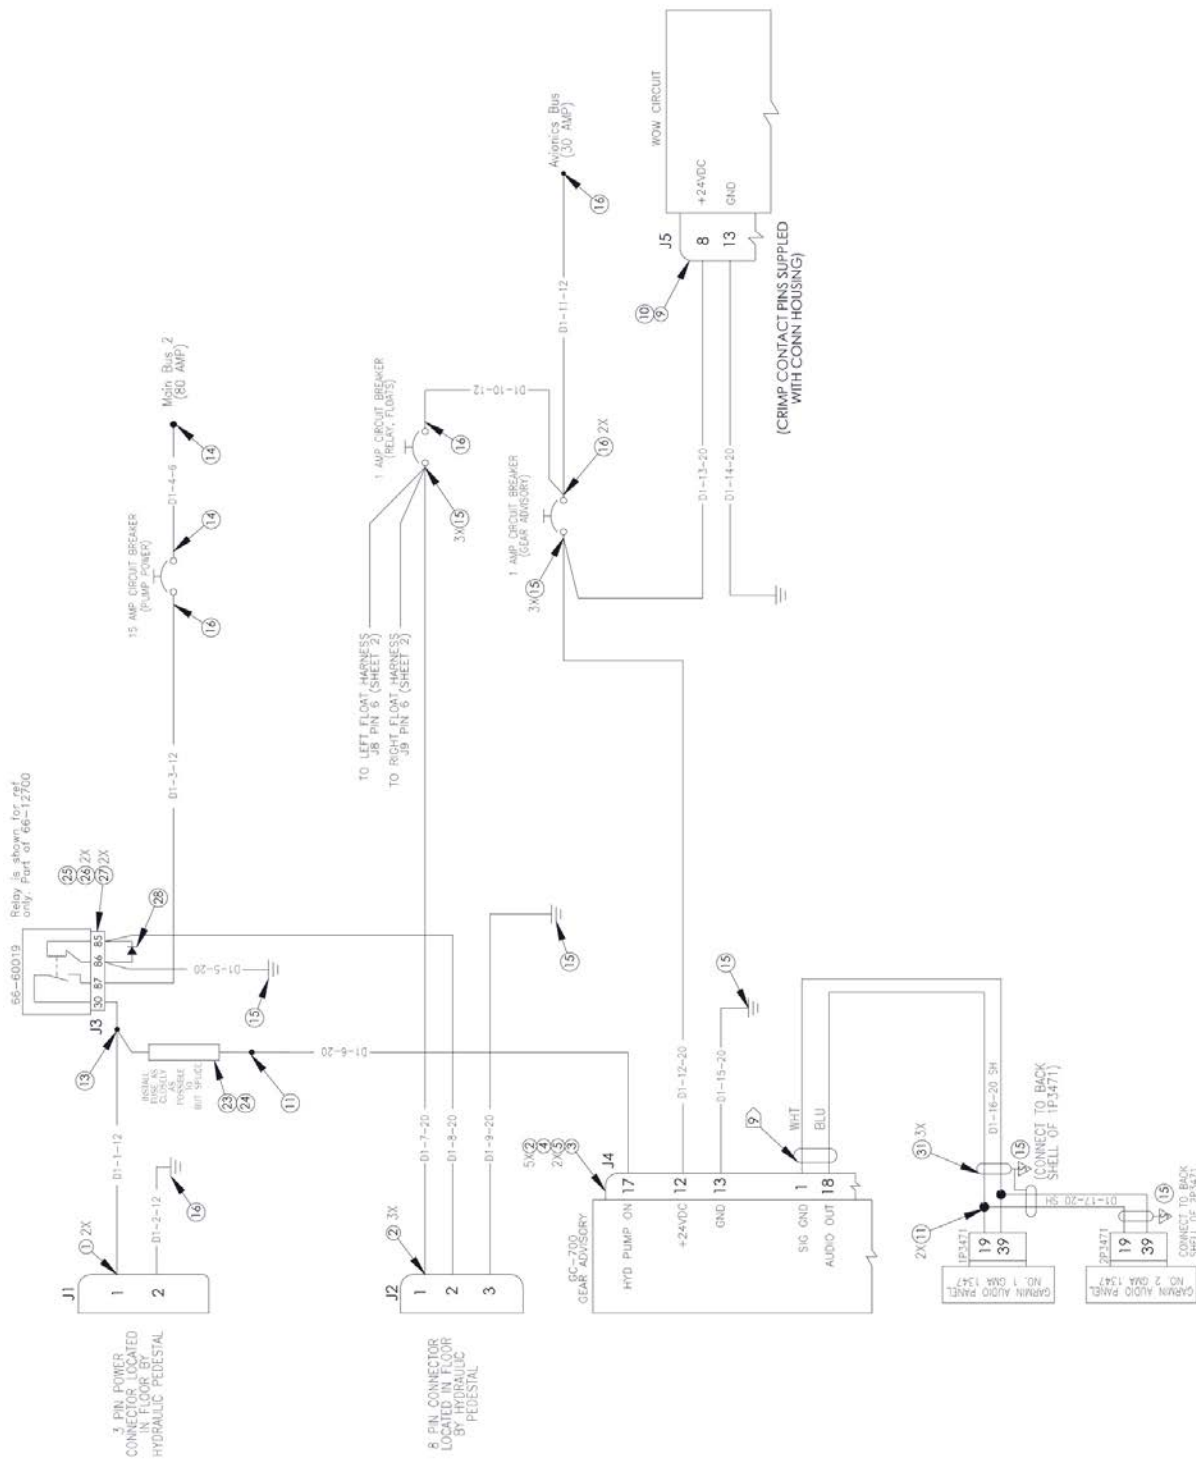 66-60019
Relay is shown for ref
only. Part of 66-12700
25
26 2X
27 2X
28
J3
30
87
86
85
13
15
D1-5-20
INSTALL
FUSE AS
CLOSELY
AS
POSSIBLE
TO
BUT SPLICE
23
24
11
D1-6-20
D1-3-12
15 AMP CIRCUIT BREAKER
(PUMP POWER)
16
14
D1-4-6
14
Main Bus 2
(80 AMP)
J1
1 2X
1
2
D1-1-12
D1-2-12
16
3 PIN POWER
CONNECTOR LOCATED
IN FLOOR BY
HYDRAULIC PEDESTAL
J2
2 3X
1
2
3
D1-7-20
D1-8-20
D1-9-20
15
8 PIN CONNECTOR
LOCATED IN FLOOR
BY HYDRAULIC
PEDESTAL
TO LEFT FLOAT HARNESS
J8 PIN 6 (SHEET 2)
TO RIGHT FLOAT HARNESS
J9 PIN 6 (SHEET 2)
1 AMP CIRCUIT BREAKER
(RELAY, FLOATS)
3X 15
16
D1-10-12
1 AMP CIRCUIT BREAKER
(GEAR ADVISORY)
3X 15
16 2X
D1-11-12
Avionics Bus
(30 AMP)
16
GC-700
GEAR ADVISORY
J4
5X 2
4
2X 5
3
HYD PUMP ON
17
+24VDC
12
GND
13
SIG GND
1
AUDIO OUT
18
D1-12-20
D1-15-20
15
9
WHT
BLU
D1-16-20 SH
31 3X
15
(CONNECT TO BACK
SHELL OF 1P3471)
2X 11
D1-17-20 SH
15
CONNECT TO BACK
SHELL OF 2P3471
1P3471
19
39
GARMIN AUDIO PANEL
NO. 1 GMA 1347
2P3471
19
39
GARMIN AUDIO PANEL
NO. 2 GMA 1347
WOW CIRCUIT
J5
10
9
8
+24VDC
13
GND
D1-13-20
D1-14-20
(CRIMP CONTACT PINS SUPPLED
WITH CONN HOUSING)